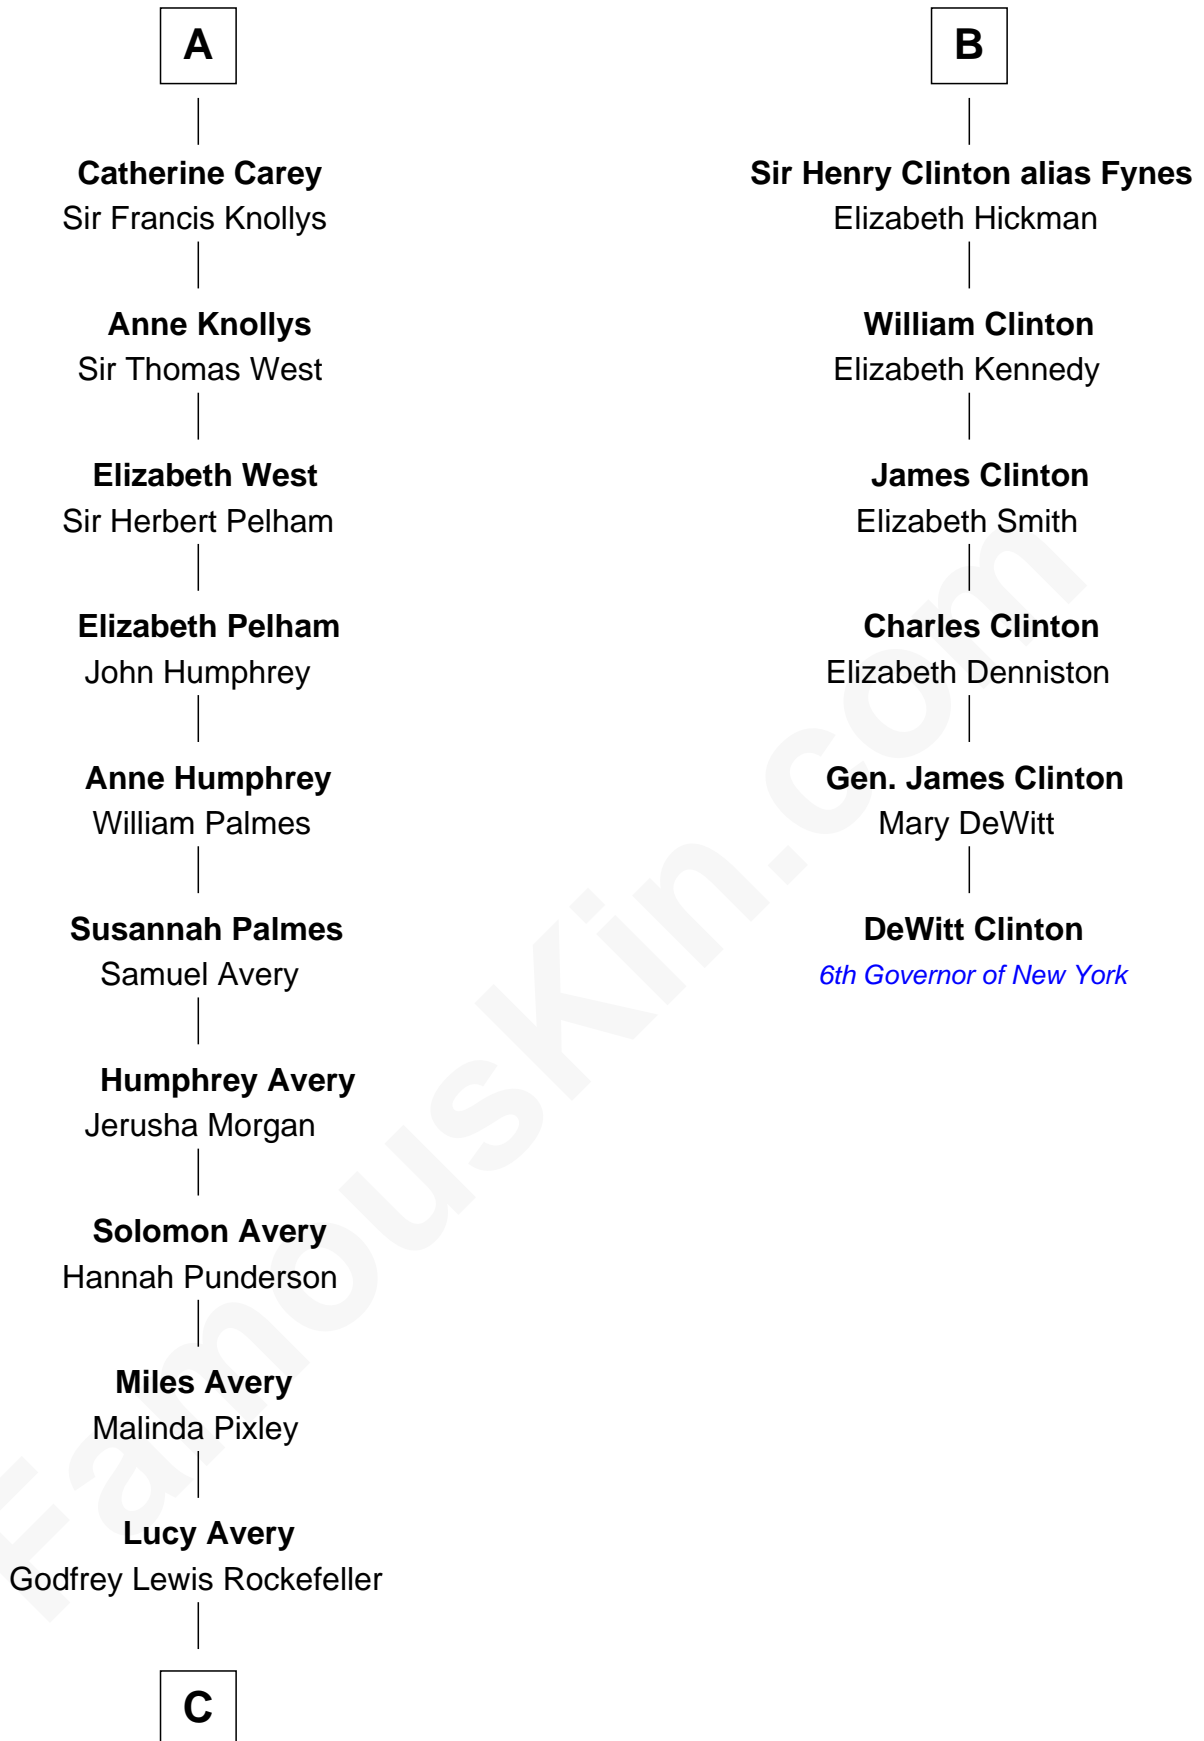 A
Catherine Carey
Sir Francis Knollys
Anne Knollys
Sir Thomas West
Elizabeth West
Sir Herbert Pelham
Elizabeth Pelham
John Humphrey
Anne Humphrey
William Palmes
Susannah Palmes
Samuel Avery
Humphrey Avery
Jerusha Morgan
Solomon Avery
Hannah Punderson
Miles Avery
Malinda Pixley
Lucy Avery
Godfrey Lewis Rockefeller
C
B
Sir Henry Clinton alias Fynes
Elizabeth Hickman
William Clinton
Elizabeth Kennedy
James Clinton
Elizabeth Smith
Charles Clinton
Elizabeth Denniston
Gen. James Clinton
Mary DeWitt
DeWitt Clinton
6th Governor of New York
FamousKin.com